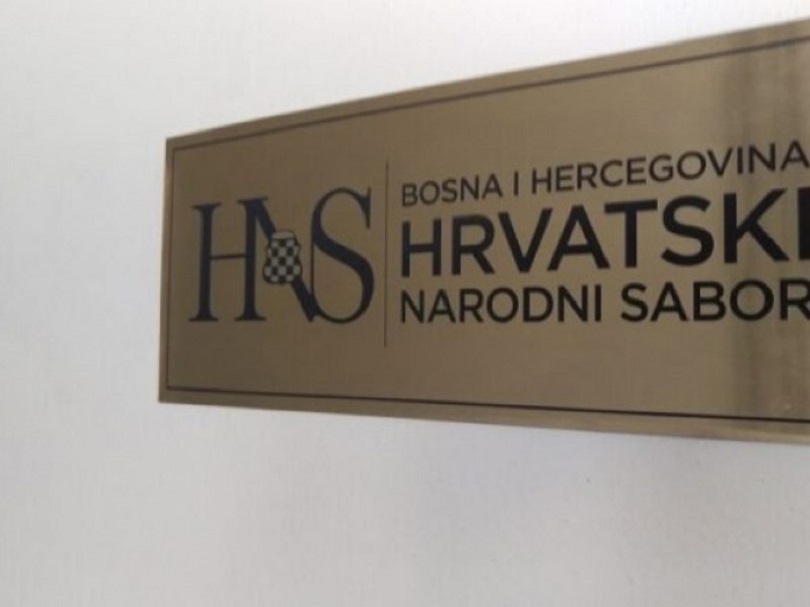 HNS
BOSNA I HERCEGOVINA
HRVATSKI
NARODNI SABOR